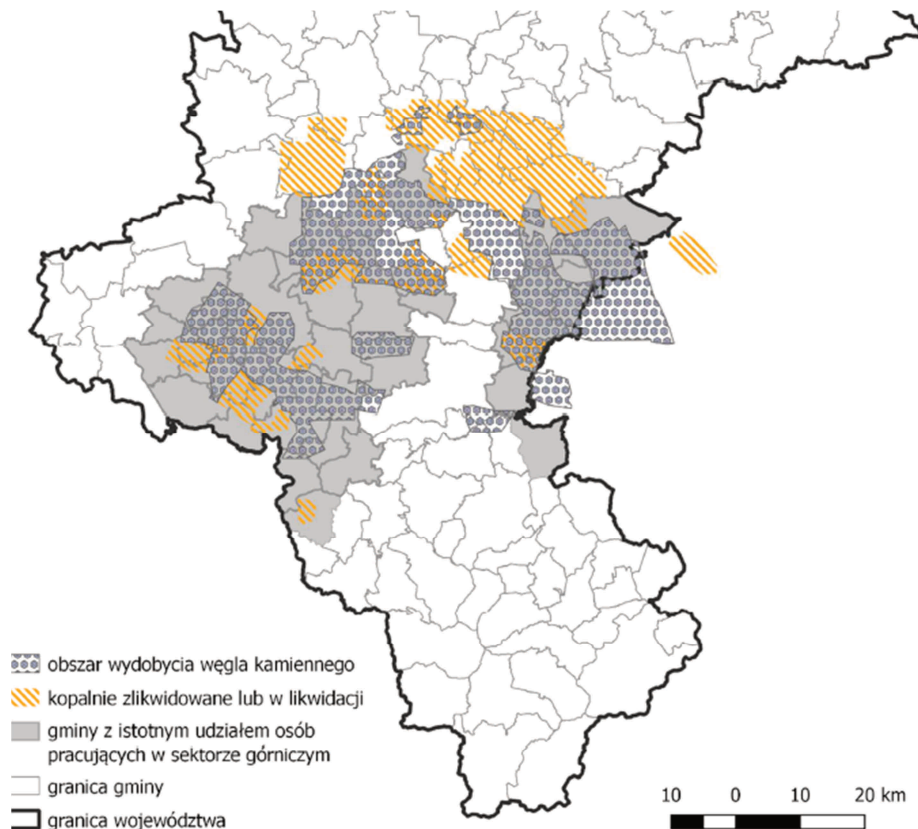 obszar wydobycia węgla kamiennego
kopalnie zlikwidowane lub w likwidacji
gminy z istotnym udziałem osób
pracujących w sektorze górniczym
granica gminy
granica województwa
10 0 10 20 km